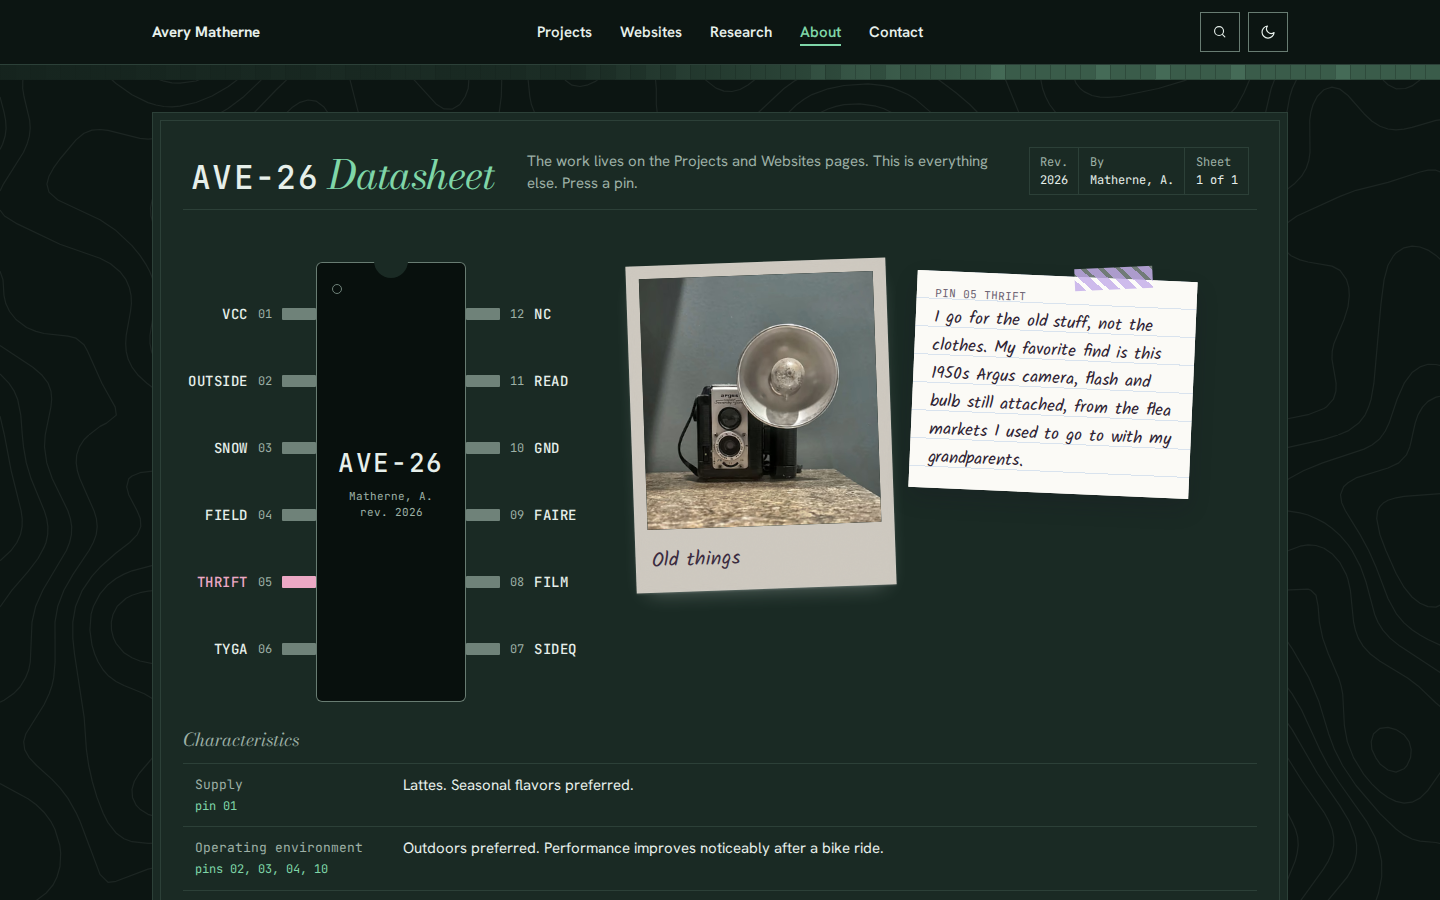 Avery Matherne
Projects
Websites
Research
About
Contact
AVE-26 Datasheet
The work lives on the Projects and Websites pages. This is everything
else. Press a pin.
Rev.
2026
By
Matherne, A.
Sheet
1 of 1
VCC 01
OUTSIDE 02
SNOW 03
FIELD 04
THRIFT 05
TYGA 06
AVE-26
Matherne, A.
rev. 2026
12 NC
11 READ
10 GND
09 FAIRE
08 FILM
07 SIDEQ
argus
Old things
PIN 05 THRIFT
I go for the old stuff, not the
clothes. My favorite find is this
1950s Argus camera, flash and
bulb still attached, from the flea
markets I used to go to with my
grandparents.
Characteristics
Supply
pin 01
Lattes. Seasonal flavors preferred.
Operating environment
pins 02, 03, 04, 10
Outdoors preferred. Performance improves noticeably after a bike ride.